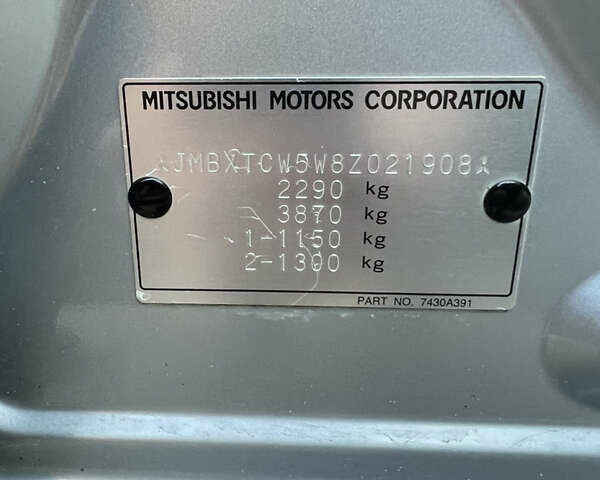 MITSUBISHI MOTORS CORPORATION
JMBXTCW5W8Z021908
2290 kg
3870 kg
1-1150 kg
2-1300 kg
PART NO. 7430A391